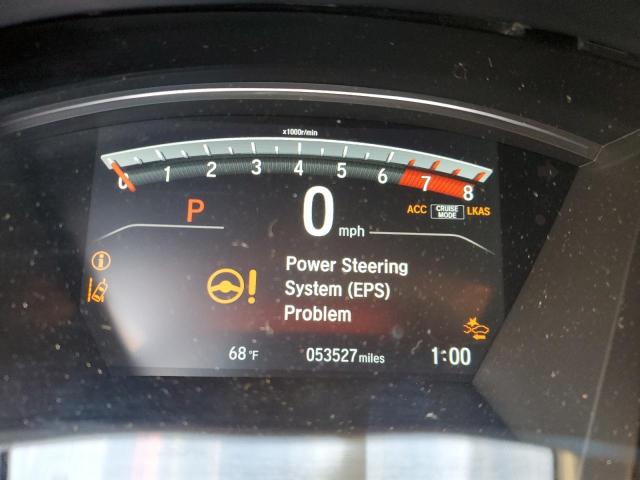 x1000r/min
0 1 2 3 4 5 6 7 8
P 0 mph
ACC CRUISE MODE LKAS
Power Steering
System (EPS)
Problem
68°F 053527 miles 1:00